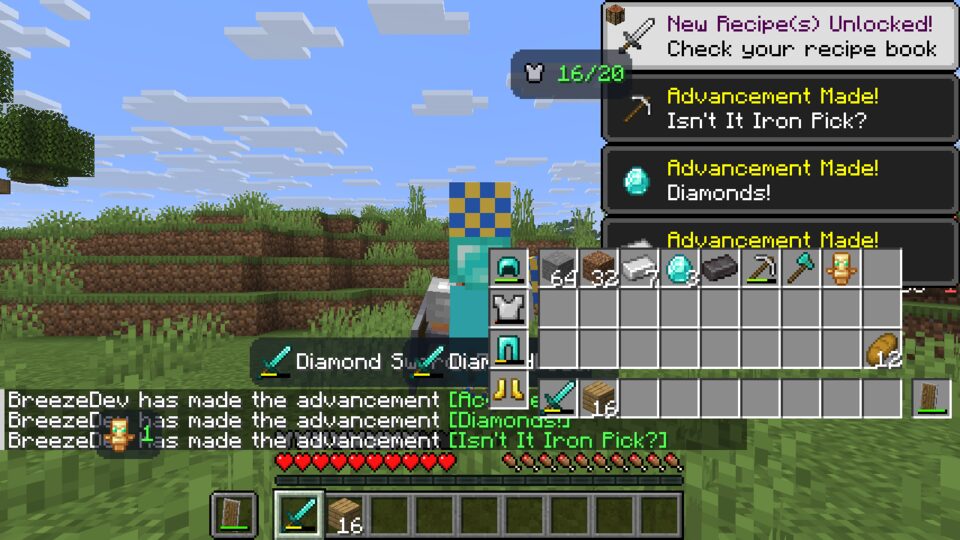 New Recipe(s) Unlocked!
Check your recipe book
16/20
Advancement Made!
Isn't It Iron Pick?
Advancement Made!
Diamonds!
Advancement Made!
64
32
7
3
12
Diamond
BreezeDev has made the advancement
BreezeDev has made the advancement [Diamonds!]
has made the advancement [Isn't It Iron Pick?]
1
16
16